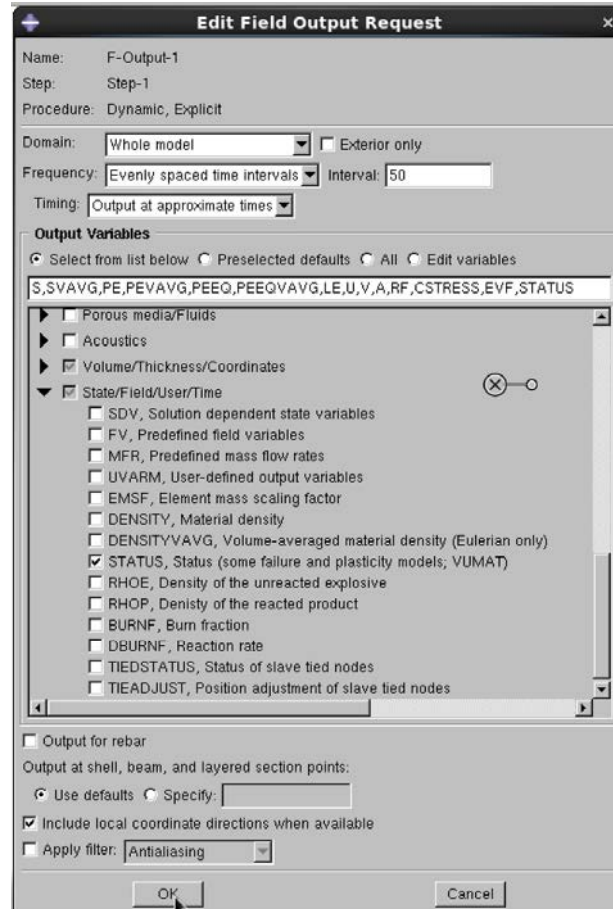 Edit Field Output Request
Name: F-Output-1
Step: Step-1
Procedure: Dynamic, Explicit
Domain: Whole model Exterior only
Frequency: Evenly spaced time intervals Interval: 50
Timing: Output at approximate times
Output Variables
Select from list below Preselected defaults All Edit variables
S,SVAVG,PE,PEVAVG,PEEQ,PEEQVAVG,LE,U,V,A,RF,CSTRESS,EVF,STATUS
Porous media/Fluids
Acoustics
Volume/Thickness/Coordinates
State/Field/User/Time
SDV, Solution dependent state variables
FV, Predefined field variables
MFR, Predefined mass flow rates
UVARM, User-defined output variables
EMSF, Element mass scaling factor
DENSITY, Material density
DENSITYVAVG, Volume-averaged material density (Eulerian only)
STATUS, Status (some failure and plasticity models; VUMAT)
RHOE, Density of the unreacted explosive
RHOP, Denisty of the reacted product
BURNF, Burn fraction
DBURNF, Reaction rate
TIEDSTATUS, Status of slave tied nodes
TIEADJUST, Position adjustment of slave tied nodes
Output for rebar
Output at shell, beam, and layered section points:
Use defaults Specify:
Include local coordinate directions when available
Apply filter: Antialiasing
OK Cancel